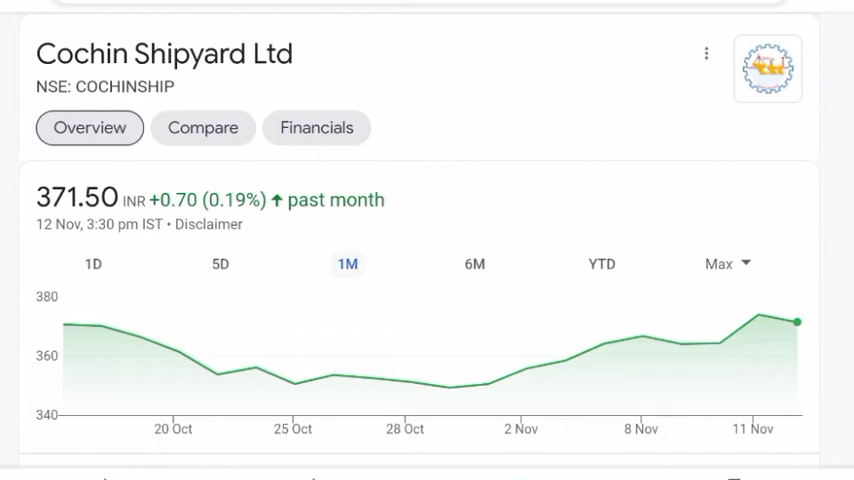 Cochin Shipyard Ltd
NSE: COCHINSHIP
Overview Compare Financials
371.50 INR +0.70 (0.19%) ↑ past month
12 Nov, 3:30 pm IST • Disclaimer
1D 5D 1M 6M YTD Max
380
360
340
20 Oct 25 Oct 28 Oct 2 Nov 8 Nov 11 Nov